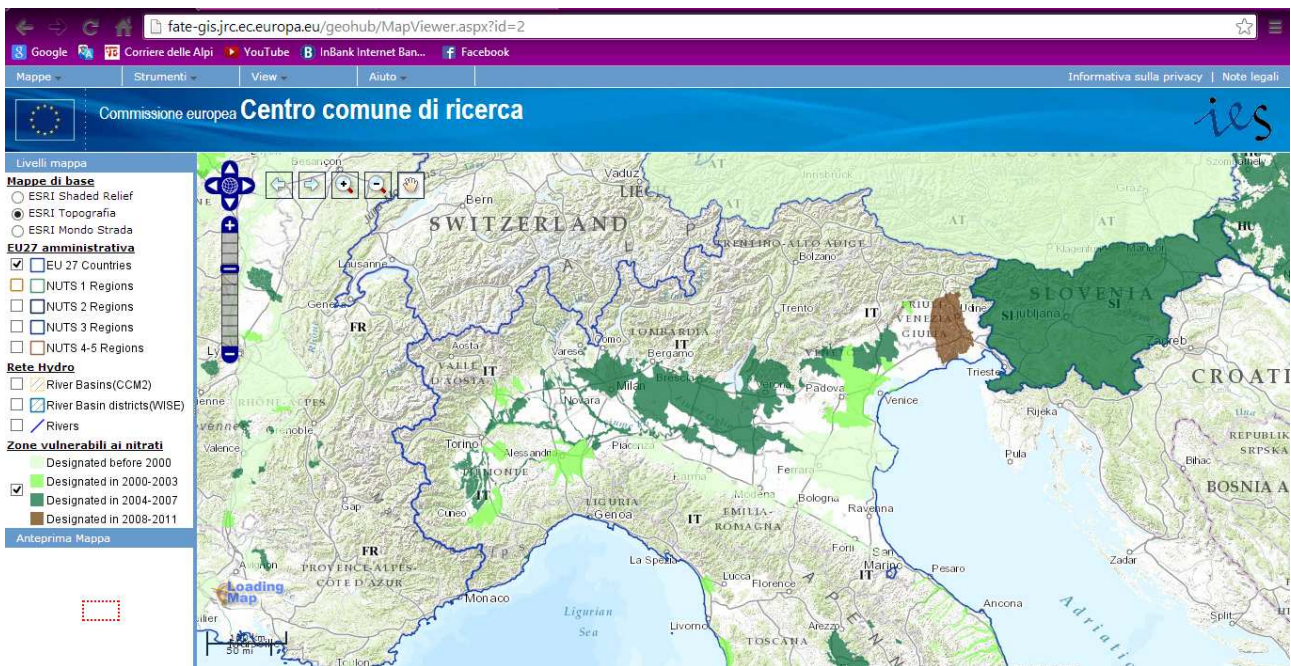 fate-gis.jrc.ec.europa.eu/geohub/MapViewer.aspx?id=2
Google Corriere delle Alpi YouTube InBank Internet Ban... Facebook
Mappe Strumenti View Aiuto Informativa sulla privacy | Note legali
Commissione europea Centro comune di ricerca
ies
Livelli mappa
Mappe di base
ESRI Shaded Relief
ESRI Topografia
ESRI Mondo Strada
EU27 amministrativa
EU 27 Countries
NUTS 1 Regions
NUTS 2 Regions
NUTS 3 Regions
NUTS 4-5 Regions
Rete Hydro
River Basins(CCM2)
River Basin districts(WISE)
Rivers
Zone vulnerabili ai nitrati
Designated before 2000
Designated in 2000-2003
Designated in 2004-2007
Designated in 2008-2011
Anteprima Mappa
Besançon
Vaduz
Innsbruck
AT
Szombathely
Bern
LIE
AT
Graz
SWITZERLAND
AT
HU
TRENTINO-ALTO ADIGE
Bolzano
Klagenfurt
Maribor
Lausanne
Geneva
SLOVENIA
SI
Ljubljana
FR
Trento
IT
FRIULI
VENEZIA
GIULIA
Udine
Aosta
LOMBARDIA
IT
Como
Varese
Bergamo
VALLE
D'AOSTA
IT
Milan
Brescia
VENETO
Verona
Padova
Venice
Trieste
Zagreb
CROATI
RHÔNE-ALPES
Novara
Rijeka
Grenoble
Valence
Torino
Alessandria
Piacenza
Pula
REPUBLIK
SRPSKA
Bihac
PIEMONTE
IT
Parma
Ferrara
BOSNIA A
Modena
Bologna
Gap
Cuneo
LIGURIA
Genoa
IT
EMILIA-
ROMAGNA
Ravenna
FR
PROVENCE-ALPES-
CÔTE D'AZUR
La Spezia
Forlì
San
Marino
IT
Pesaro
Zadar
Loading
Map
Monaco
Lucca
Florence
Ancona
Ligurian
Sea
Livorno
Arezzo
TOSCANA
Split
50 mi
Toulon